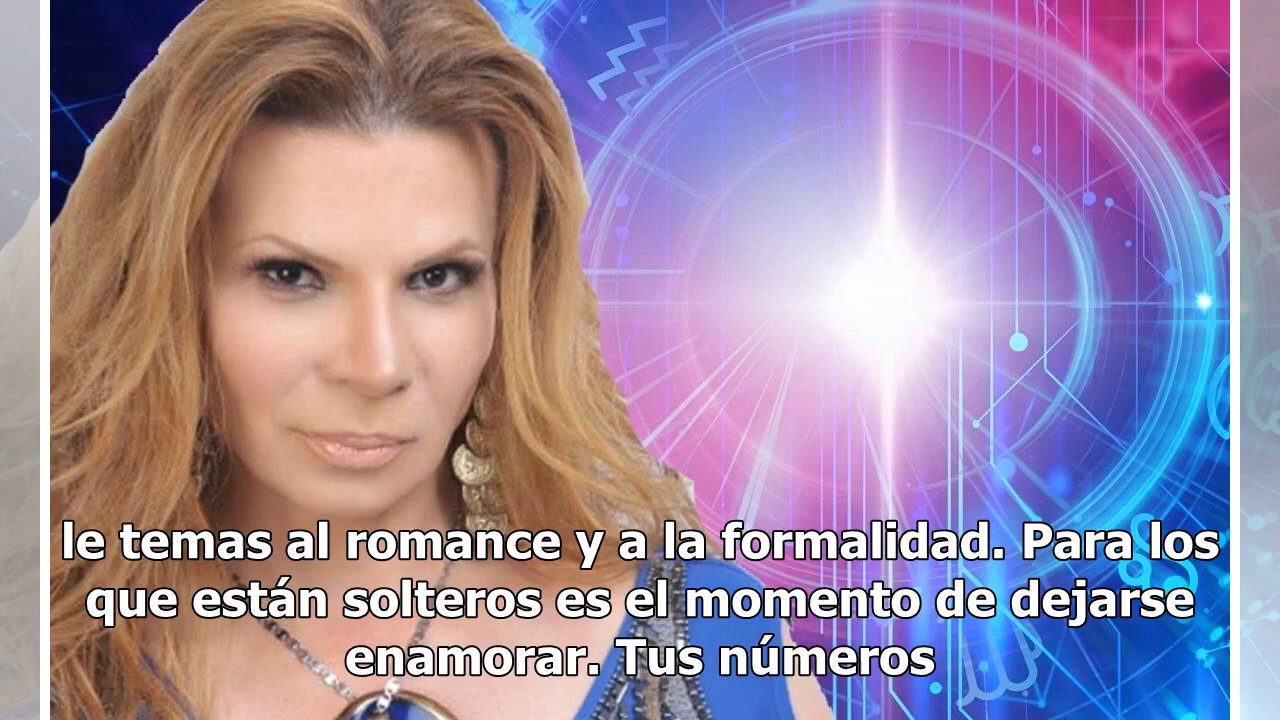 le temas al romance y a la formalidad. Para los
que están solteros es el momento de dejarse
enamorar. Tus números